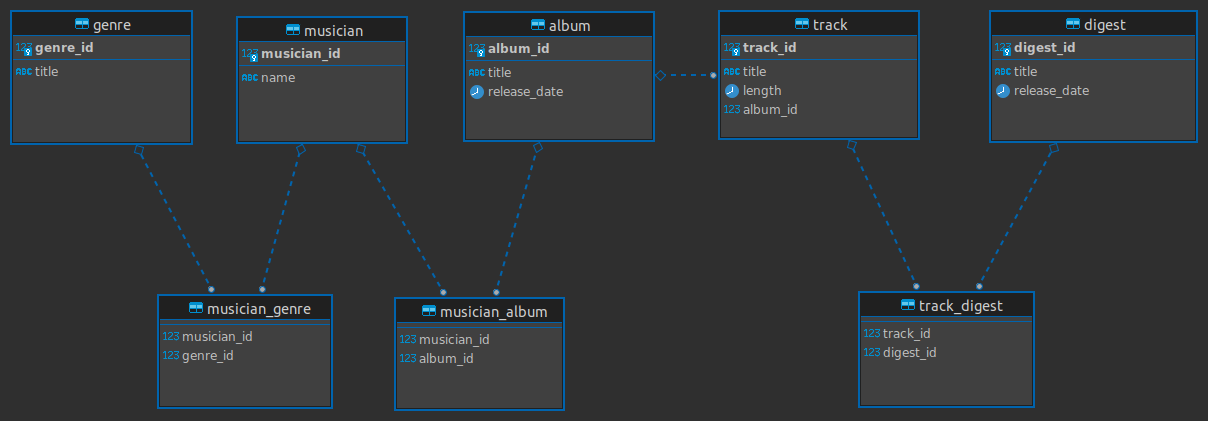 genre
123 genre_id
ABC title
musician
123 musician_id
ABC name
album
123 album_id
ABC title
release_date
track
123 track_id
ABC title
length
123 album_id
digest
123 digest_id
ABC title
release_date
musician_genre
123 musician_id
123 genre_id
musician_album
123 musician_id
123 album_id
track_digest
123 track_id
123 digest_id